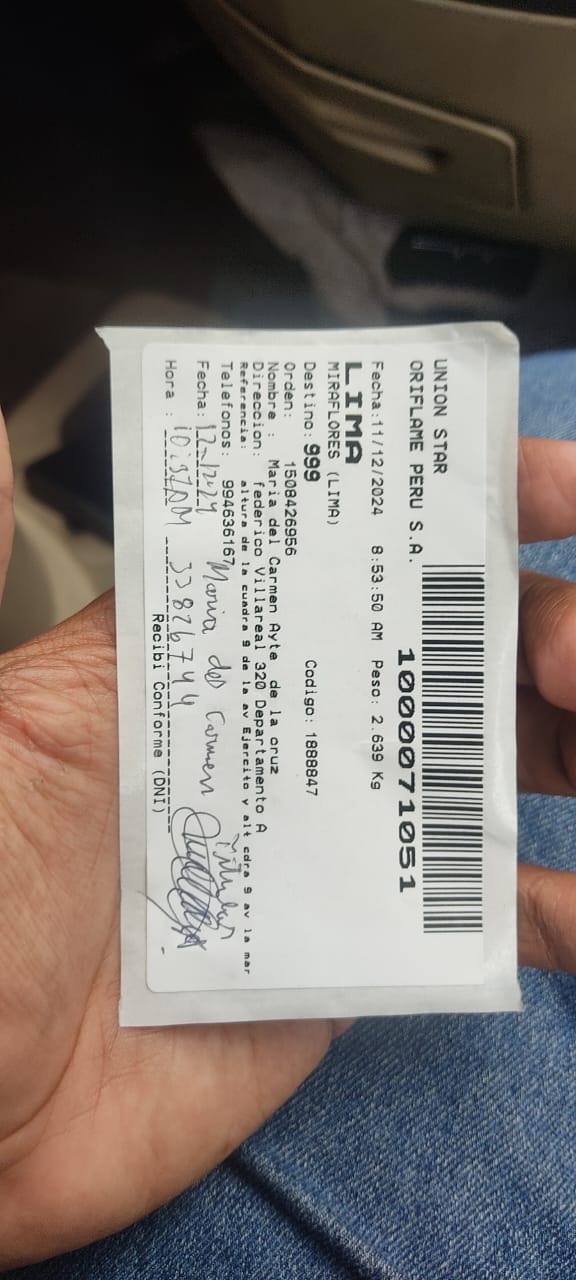 UNION STAR
ORIFLAME PERU S.A.
1000071051
Fecha:11/12/2024 8:53:50 AM Peso: 2.639 Kg
LIMA
MIRAFLORES (LIMA)
Destino: 999 Codigo: 1888847
Orden: 1508426956
Nombre : Maria del Carmen Ayte de la cruz
Direccion: federico Villareal 320 Departamento A
Referencia: altura de la cuadra 9 de la av Ejercito y alt cdra 9 av la mar
Telefonos: 994636167
Titular
Fecha: 12-12-24 Maria del Carmen
Hora : 10:37AM 33826744
Recibi Conforme (DNI)